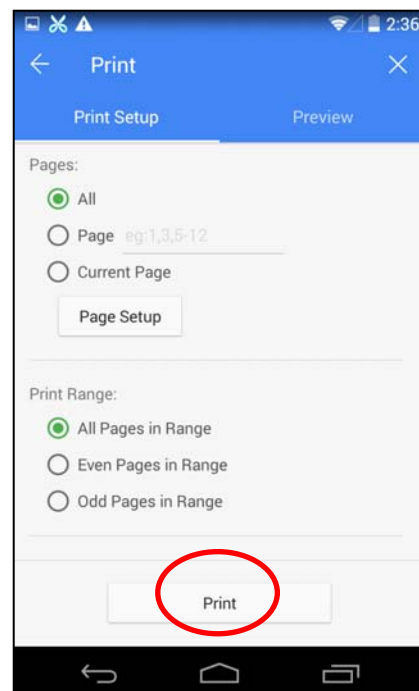 2:36
Print
Print Setup Preview
Pages:
All
Page eg:1,3,5-12
Current Page
Page Setup
Print Range:
All Pages in Range
Even Pages in Range
Odd Pages in Range
Print